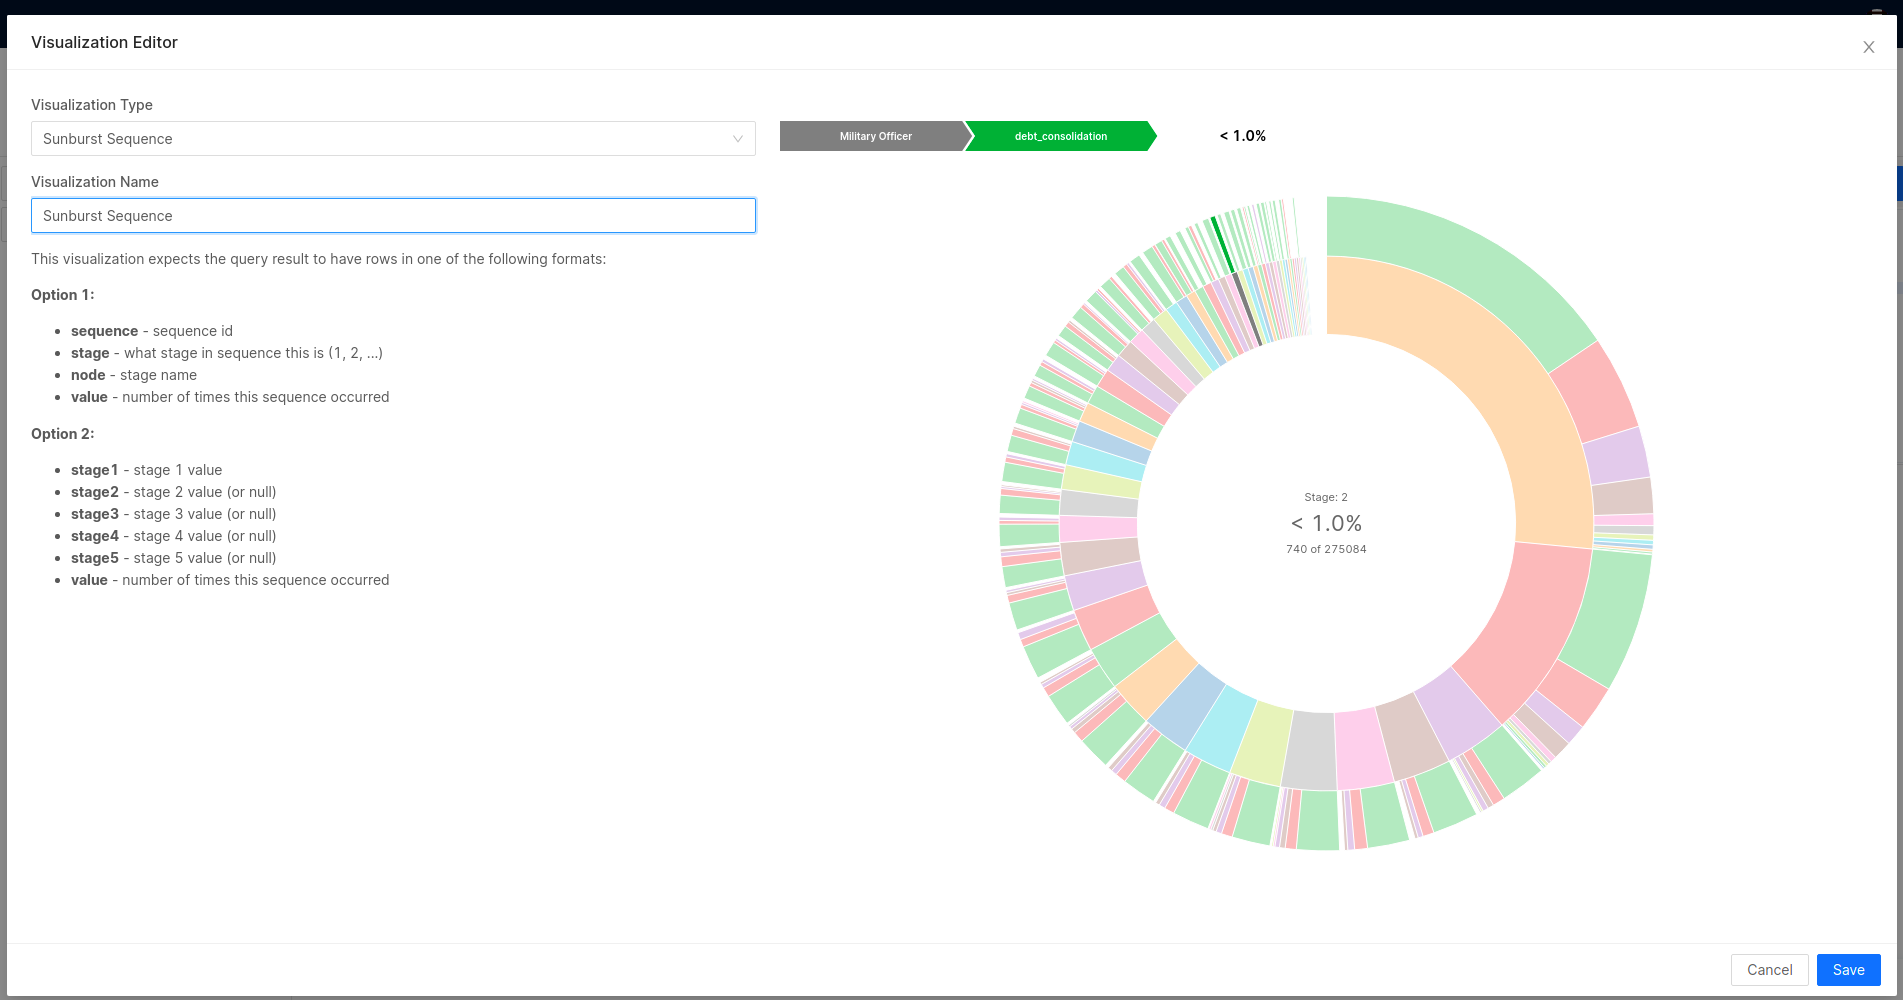 Visualization Editor
Visualization Type
Sunburst Sequence
Visualization Name
Sunburst Sequence
This visualization expects the query result to have rows in one of the following formats:
Option 1:
• sequence - sequence id
• stage - what stage in sequence this is (1, 2, ...)
• node - stage name
• value - number of times this sequence occurred
Option 2:
• stage1 - stage 1 value
• stage2 - stage 2 value (or null)
• stage3 - stage 3 value (or null)
• stage4 - stage 4 value (or null)
• stage5 - stage 5 value (or null)
• value - number of times this sequence occurred
Military Officer debt_consolidation < 1.0%
Stage: 2
< 1.0%
740 of 275084
Cancel Save